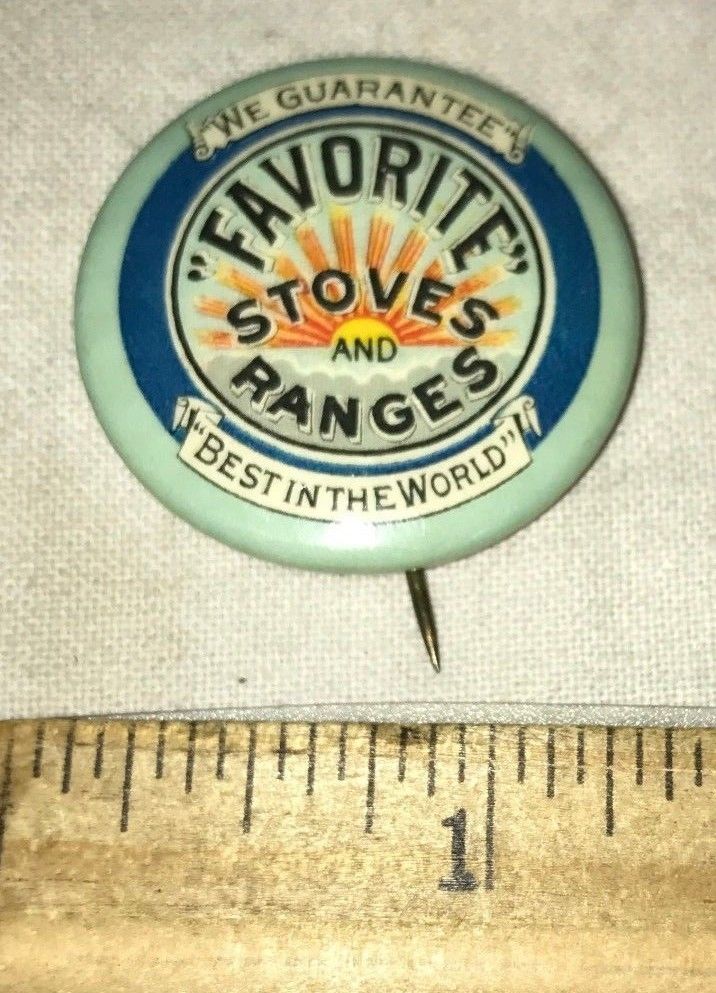 "WE GUARANTEE"
"FAVORITE"
STOVES
AND
RANGES
"BEST IN THE WORLD"
1